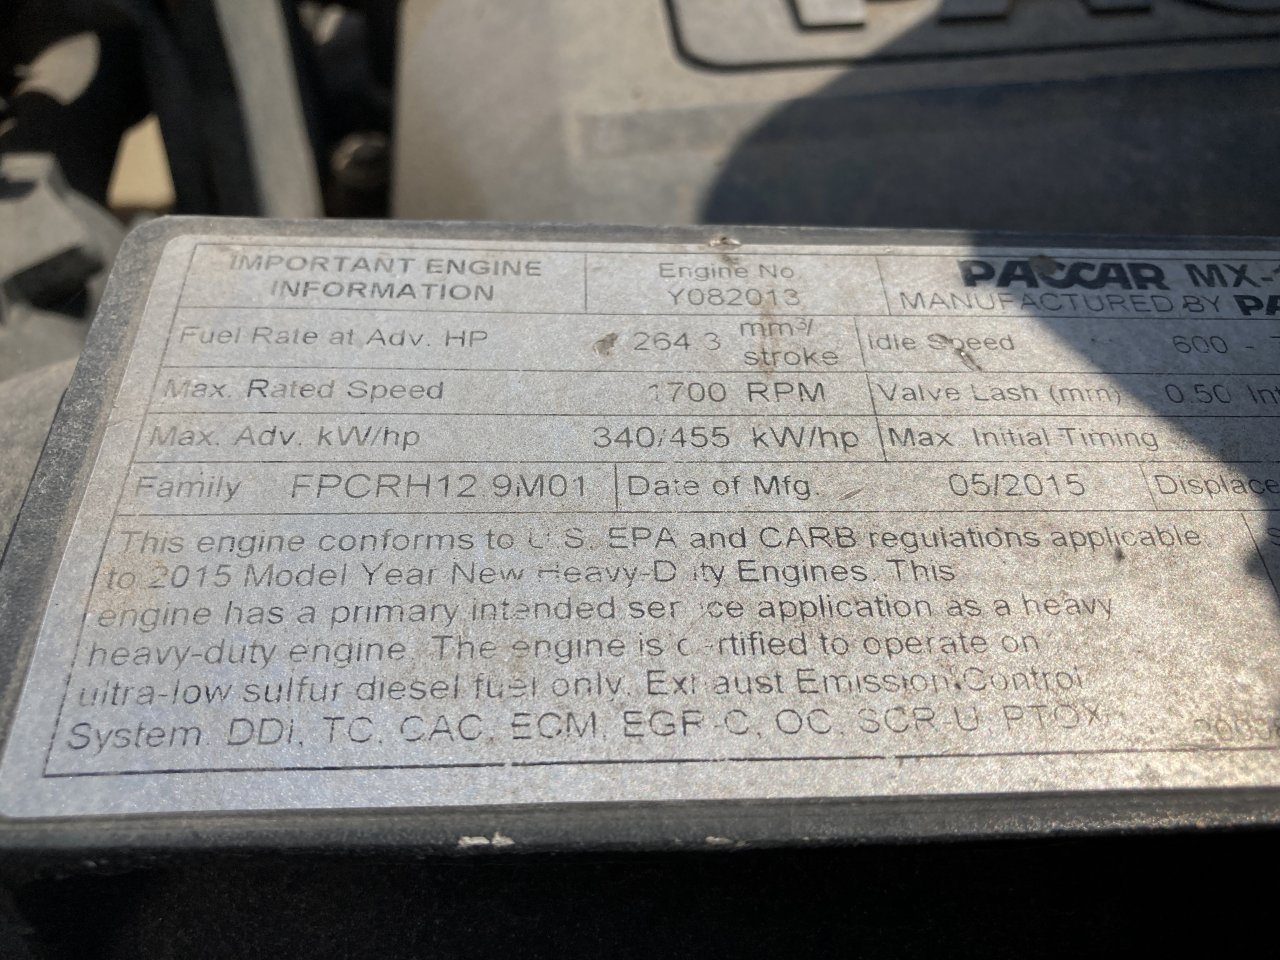 IMPORTANT ENGINE
INFORMATION
Engine No.
Y082013
PACCAR MX-
MANUFACTURED BY PA
Fuel Rate at Adv. HP 264 3 mm³/
stroke
Idle Speed 600 -
Max. Rated Speed 1700 RPM
Valve Lash (mm) 0.50 Int
Max. Adv. kW/hp 340/455 kW/hp
Max. Initial Timing
Family FPCRH12.9M01
Date of Mfg. 05/2015
Displace
This engine conforms to U.S. EPA and CARB regulations applicable
to 2015 Model Year New Heavy-Duty Engines. This
engine has a primary intended service application as a heavy
heavy-duty engine. The engine is certified to operate on
ultra-low sulfur diesel fuel only. Exhaust Emission Control
System: DDI, TC, CAC, ECM, EGR-C, OC, SCR-U, PTOX